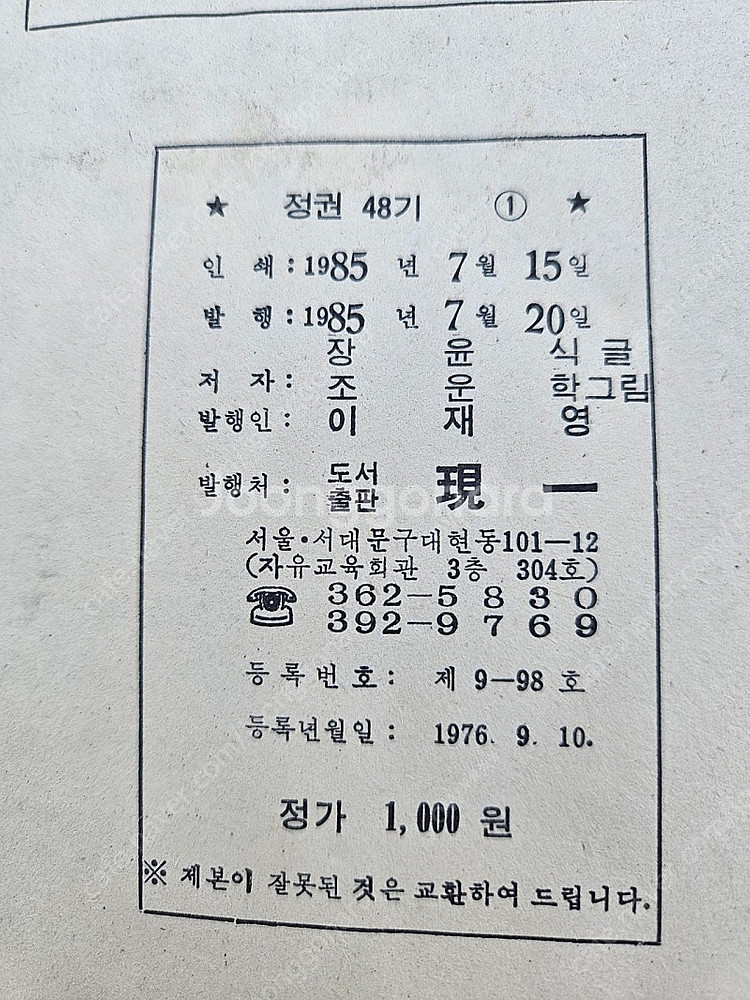 ★ 정권 48기 ① ★
인 쇄 : 1985 년 7월 15일
발 행 : 1985 년 7월 20일
장 윤 식 글
저 자 : 조 운 학그림
발행인 : 이 재 영
발행처 : 도서출판 現 一
서울·서대문구대현동101—12
(자유교육회관 3층 304호)
☎ 362—5830
392—9769
등록번호 : 제 9—98 호
등록년월일 : 1976. 9. 10.
정가 1,000 원
※ 제본이 잘못된 것은 교환하여 드립니다.